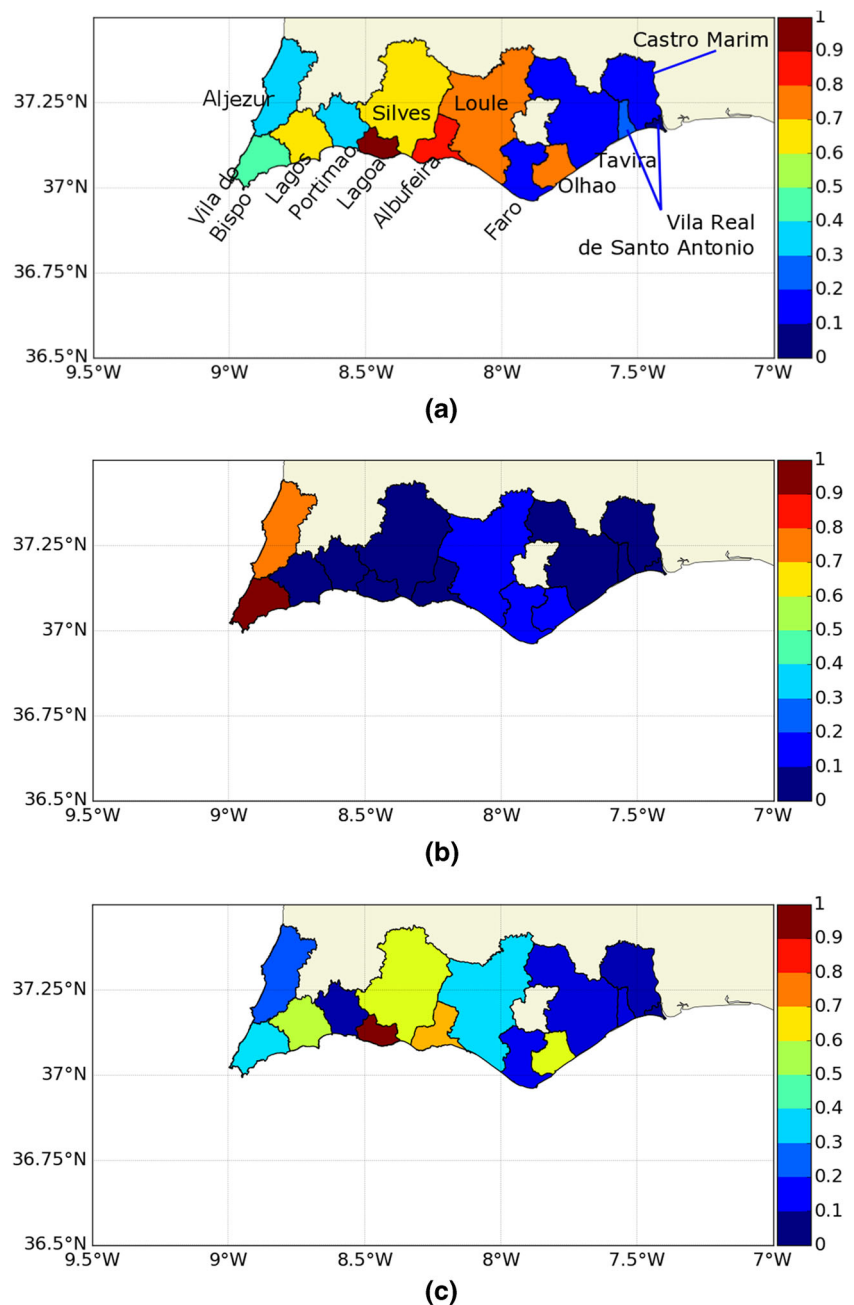 37.25°N
37°N
36.75°N
36.5°N
9.5°W
9°W
8.5°W
8°W
7.5°W
7°W
Aljezur
Vila do
Bispo
Lagos
Portimao
Silves
Lagoa
Albufeira
Loule
Faro
Olhao
Tavira
Castro Marim
Vila Real
de Santo Antonio
1
0.9
0.8
0.7
0.6
0.5
0.4
0.3
0.2
0.1
0
(a)
37.25°N
37°N
36.75°N
36.5°N
9.5°W
9°W
8.5°W
8°W
7.5°W
7°W
1
0.9
0.8
0.7
0.6
0.5
0.4
0.3
0.2
0.1
0
(b)
37.25°N
37°N
36.75°N
36.5°N
9.5°W
9°W
8.5°W
8°W
7.5°W
7°W
1
0.9
0.8
0.7
0.6
0.5
0.4
0.3
0.2
0.1
0
(c)